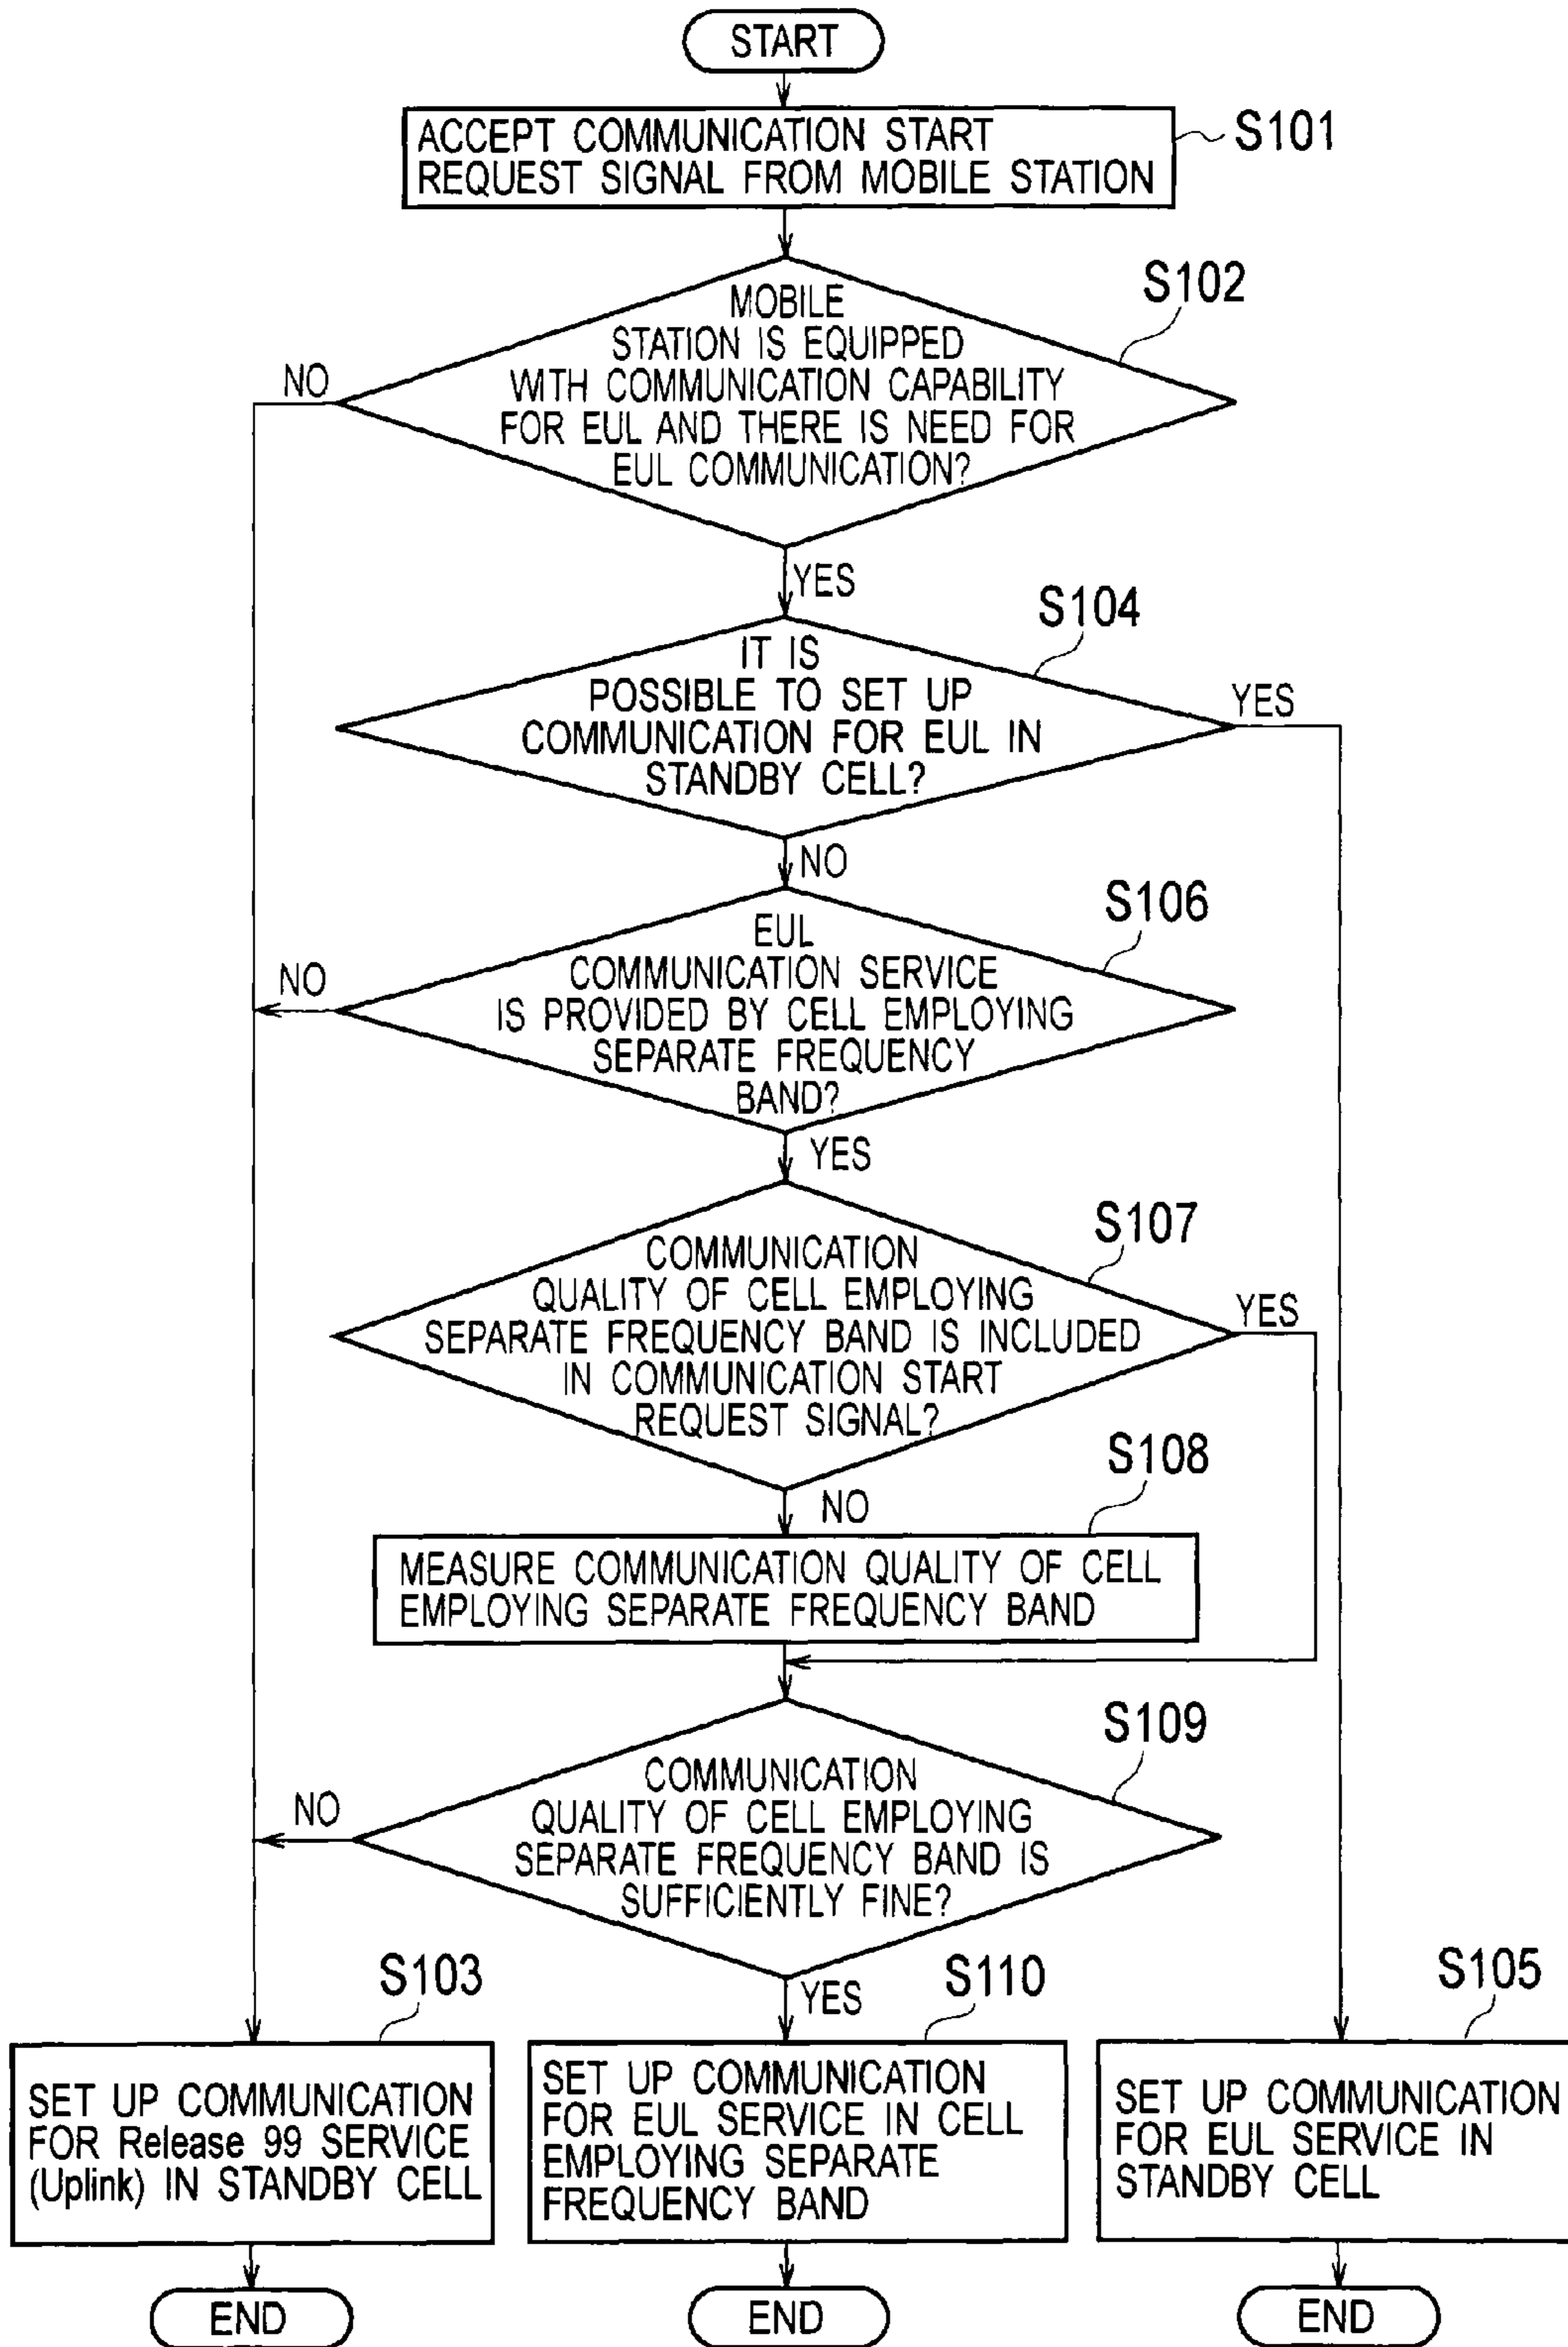 START
ACCEPT COMMUNICATION START
REQUEST SIGNAL FROM MOBILE STATION
S101
S102
MOBILE
STATION IS EQUIPPED
WITH COMMUNICATION CAPABILITY
FOR EUL AND THERE IS NEED FOR
EUL COMMUNICATION?
NO
YES
S104
IT IS
POSSIBLE TO SET UP
COMMUNICATION FOR EUL IN
STANDBY CELL?
YES
NO
S106
EUL
COMMUNICATION SERVICE
IS PROVIDED BY CELL EMPLOYING
SEPARATE FREQUENCY
BAND?
NO
YES
S107
COMMUNICATION
QUALITY OF CELL EMPLOYING
SEPARATE FREQUENCY BAND IS INCLUDED
IN COMMUNICATION START
REQUEST SIGNAL?
YES
NO
S108
MEASURE COMMUNICATION QUALITY OF CELL
EMPLOYING SEPARATE FREQUENCY BAND
S109
COMMUNICATION
QUALITY OF CELL EMPLOYING
SEPARATE FREQUENCY BAND IS
SUFFICIENTLY FINE?
NO
YES
S103
SET UP COMMUNICATION
FOR Release 99 SERVICE
(Uplink) IN STANDBY CELL
S110
SET UP COMMUNICATION
FOR EUL SERVICE IN CELL
EMPLOYING SEPARATE
FREQUENCY BAND
S105
SET UP COMMUNICATION
FOR EUL SERVICE IN
STANDBY CELL
END
END
END